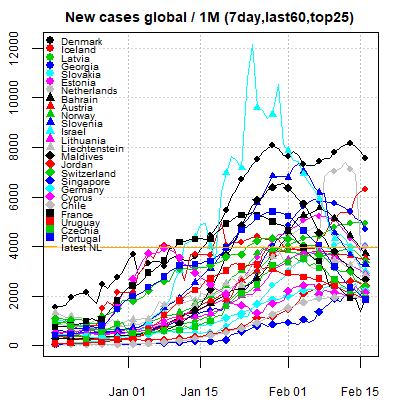 New cases global / 1M (7day,last60,top25)
12000
10000
8000
6000
4000
2000
0
Denmark
Iceland
Latvia
Georgia
Slovakia
Estonia
Netherlands
Bahrain
Austria
Norway
Slovenia
Israel
Lithuania
Liechtenstein
Maldives
Jordan
Switzerland
Singapore
Germany
Cyprus
Chile
France
Uruguay
Czechia
Portugal
latest NL
Jan 01 Jan 15 Feb 01 Feb 15